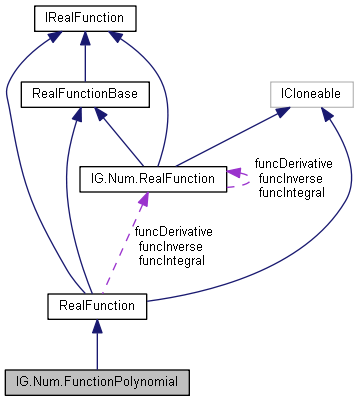 IRealFunction
RealFunctionBase
ICloneable
IG.Num.RealFunction
funcDerivative
funcInverse
funcIntegral
funcDerivative
funcInverse
funcIntegral
RealFunction
IG.Num.FunctionPolynomial